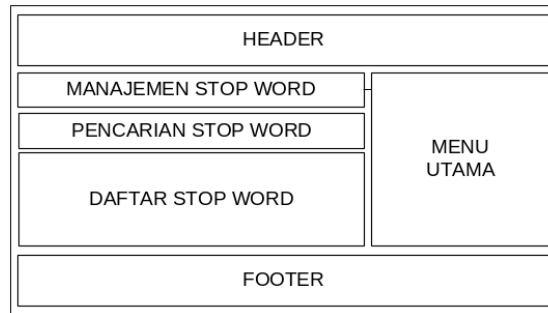 HEADER
MANAJEMEN STOP WORD
PENCARIAN STOP WORD
DAFTAR STOP WORD
MENU
UTAMA
FOOTER